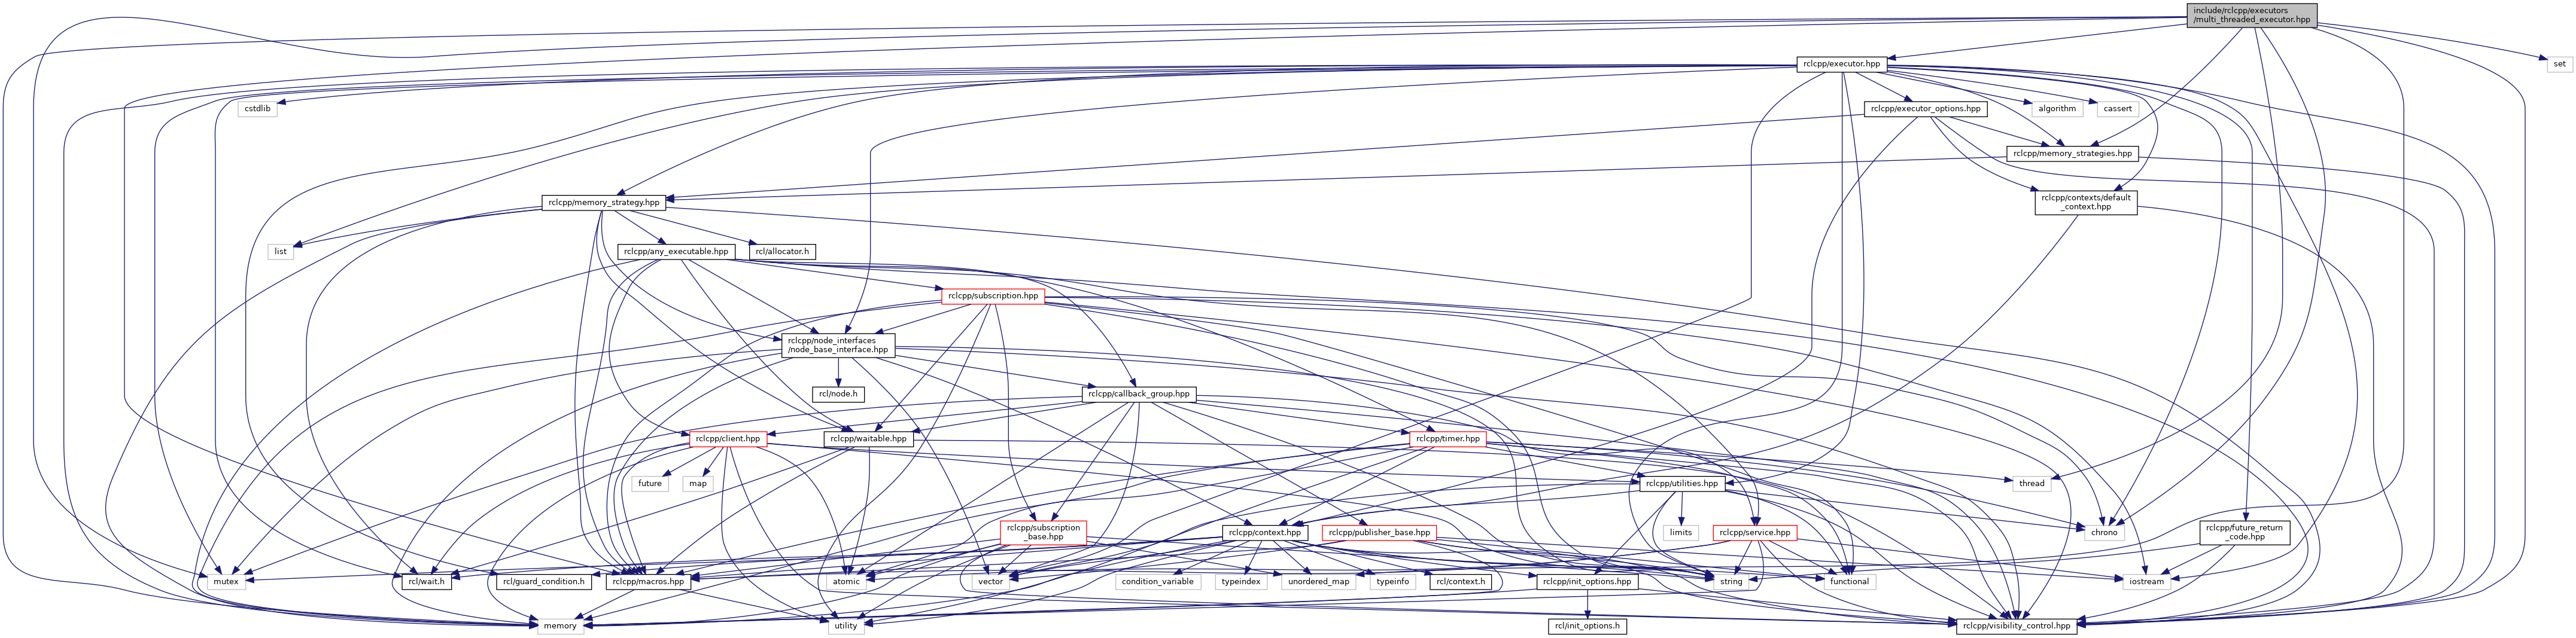 include/rclcpp/executors
/multi_threaded_executor.hpp
rclcpp/executor.hpp
set
cstdlib
rclcpp/executor_options.hpp
algorithm
cassert
rclcpp/memory_strategies.hpp
rclcpp/memory_strategy.hpp
rclcpp/contexts/default
_context.hpp
list
rclcpp/any_executable.hpp
rcl/allocator.h
rclcpp/subscription.hpp
rclcpp/node_interfaces
/node_base_interface.hpp
rcl/node.h
rclcpp/callback_group.hpp
rclcpp/client.hpp
rclcpp/waitable.hpp
rclcpp/timer.hpp
future
map
rclcpp/utilities.hpp
thread
rclcpp/subscription
_base.hpp
rclcpp/context.hpp
rclcpp/publisher_base.hpp
limits
rclcpp/service.hpp
chrono
rclcpp/future_return
_code.hpp
mutex
rcl/wait.h
rcl/guard_condition.h
rclcpp/macros.hpp
atomic
vector
condition_variable
typeindex
unordered_map
typeinfo
rcl/context.h
rclcpp/init_options.hpp
string
functional
iostream
memory
utility
rcl/init_options.h
rclcpp/visibility_control.hpp